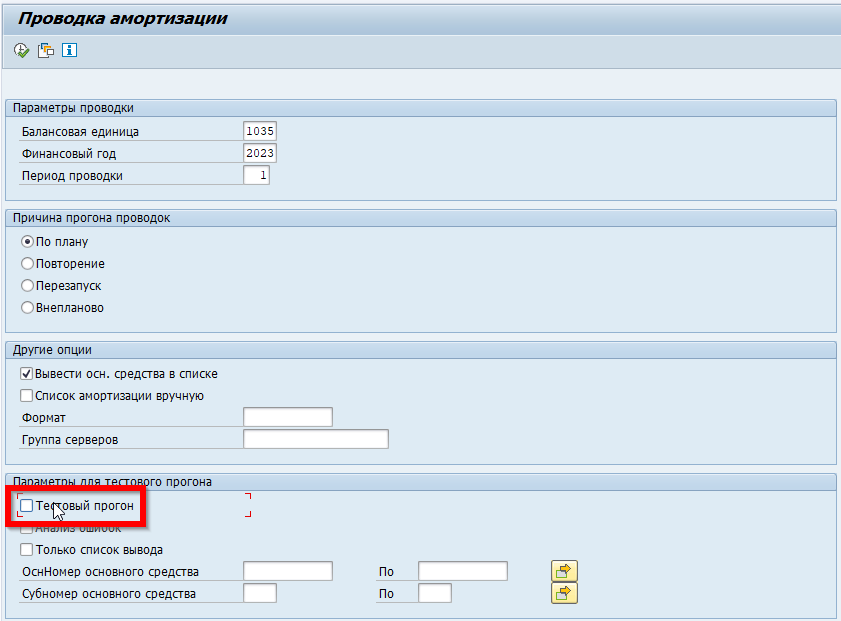 Проводка амортизации
Параметры проводки
Балансовая единица 1035
Финансовый год 2023
Период проводки 1
Причина прогона проводок
По плану
Повторение
Перезапуск
Внепланово
Другие опции
Вывести осн. средства в списке
Список амортизации вручную
Формат
Группа серверов
Параметры для тестового прогона
Тестовый прогон
Анализ ошибок
Только список вывода
ОснНомер основного средства По
Субномер основного средства По